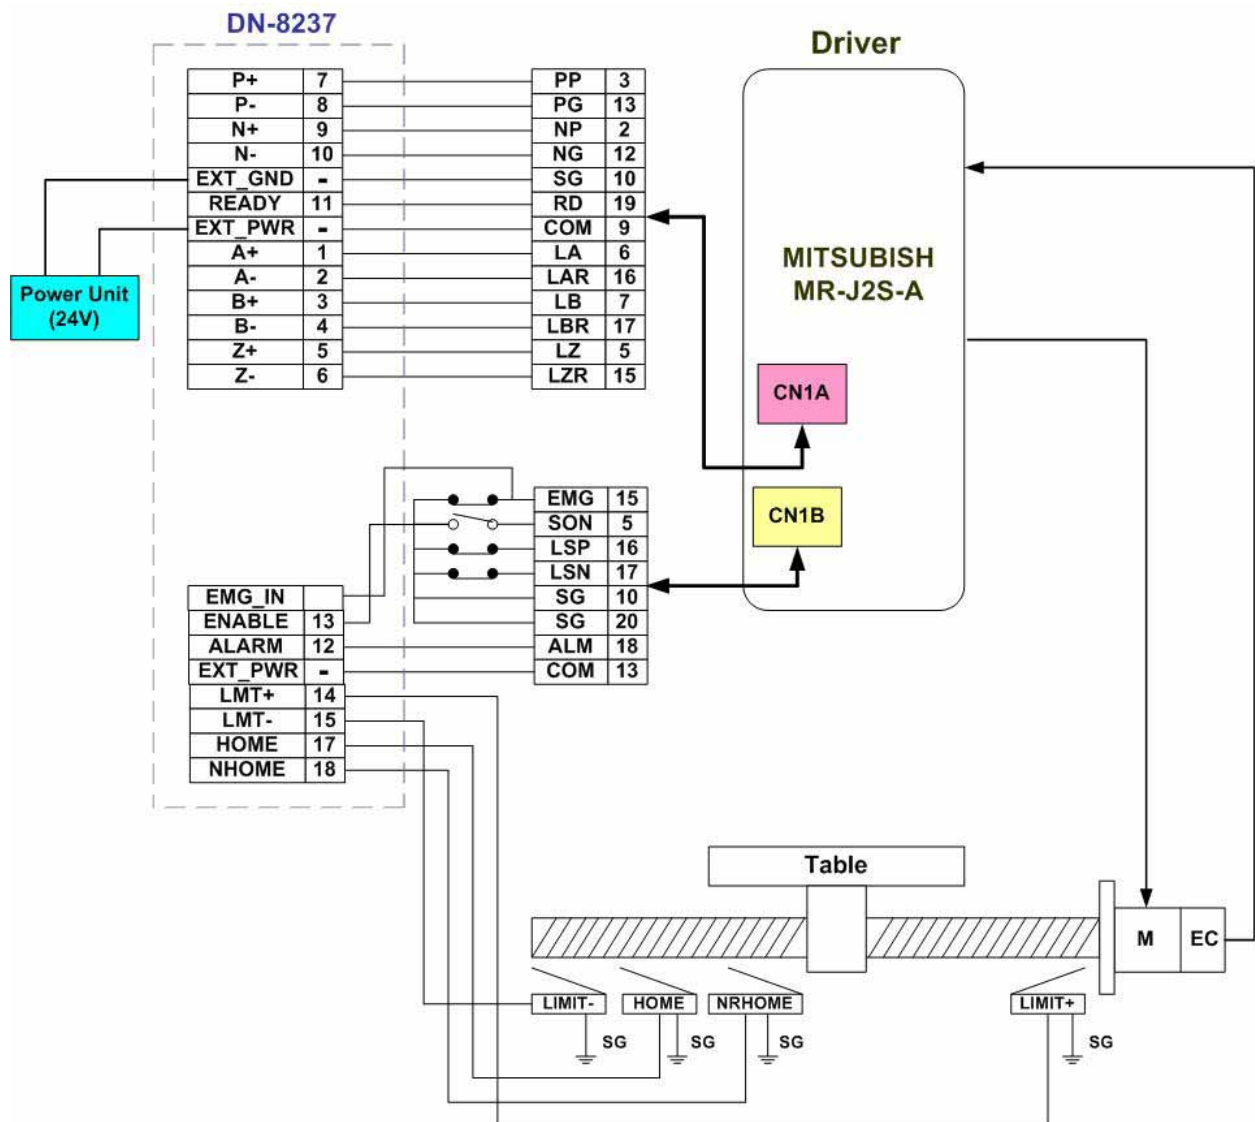 DN-8237
Driver
P+ 7 PP 3
P- 8 PG 13
N+ 9 NP 2
N- 10 NG 12
EXT_GND - SG 10
READY 11 RD 19
EXT_PWR - COM 9
A+ 1 LA 6
A- 2 LAR 16
B+ 3 LB 7
B- 4 LBR 17
Z+ 5 LZ 5
Z- 6 LZR 15
Power Unit
(24V)
MITSUBISH
MR-J2S-A
CN1A
CN1B
EMG 15
SON 5
LSP 16
LSN 17
SG 10
SG 20
ALM 18
COM 13
EMG_IN
ENABLE 13
ALARM 12
EXT_PWR -
LMT+ 14
LMT- 15
HOME 17
NHOME 18
Table
M EC
LIMIT- HOME NRHOME LIMIT+
SG SG SG SG